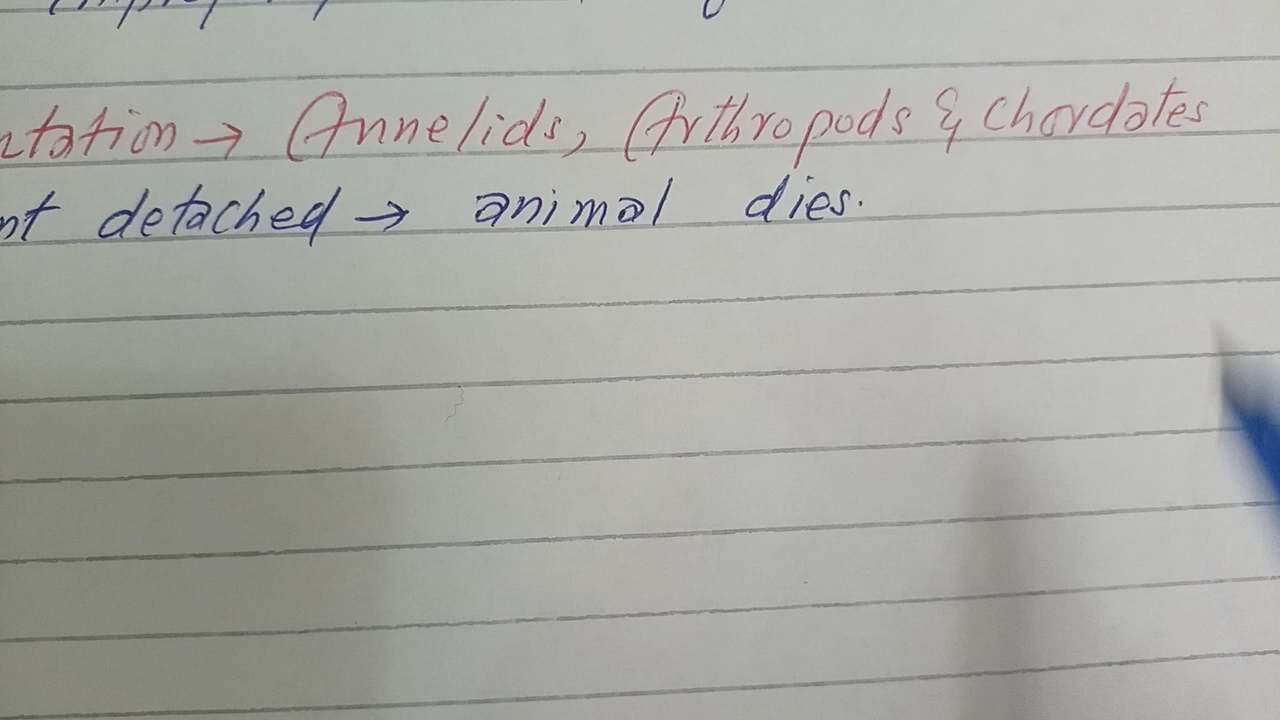 ntation → Annelids, Arthropods & Chordates
nt detached → animal dies.